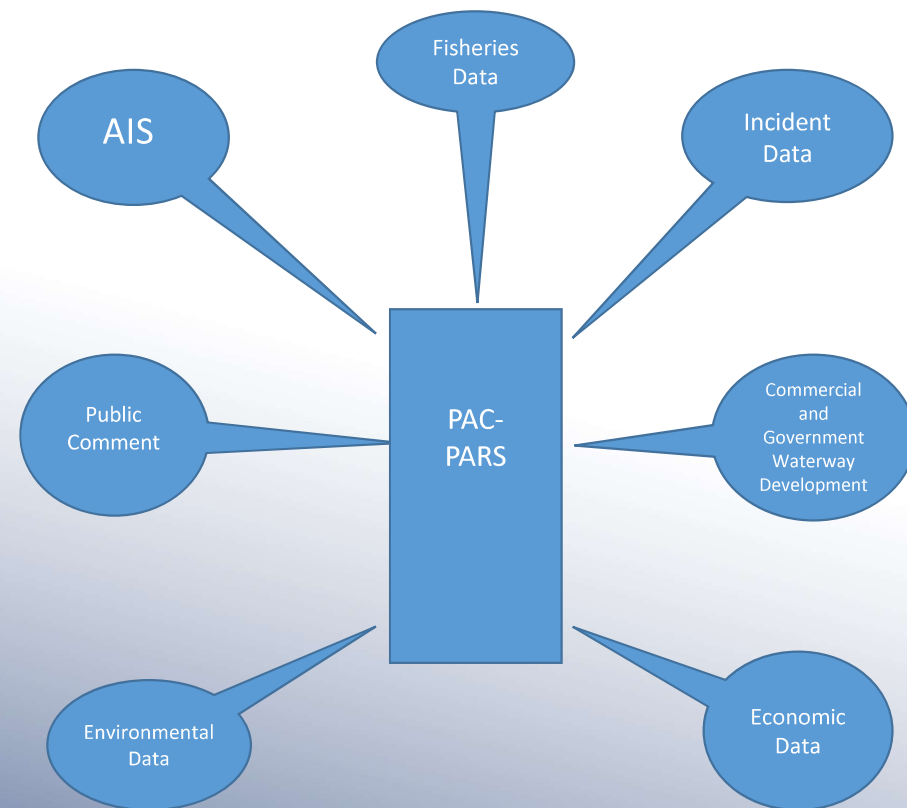 Fisheries
Data
AIS
Incident
Data
Public
Comment
PAC-
PARS
Commercial
and
Government
Waterway
Development
Environmental
Data
Economic
Data